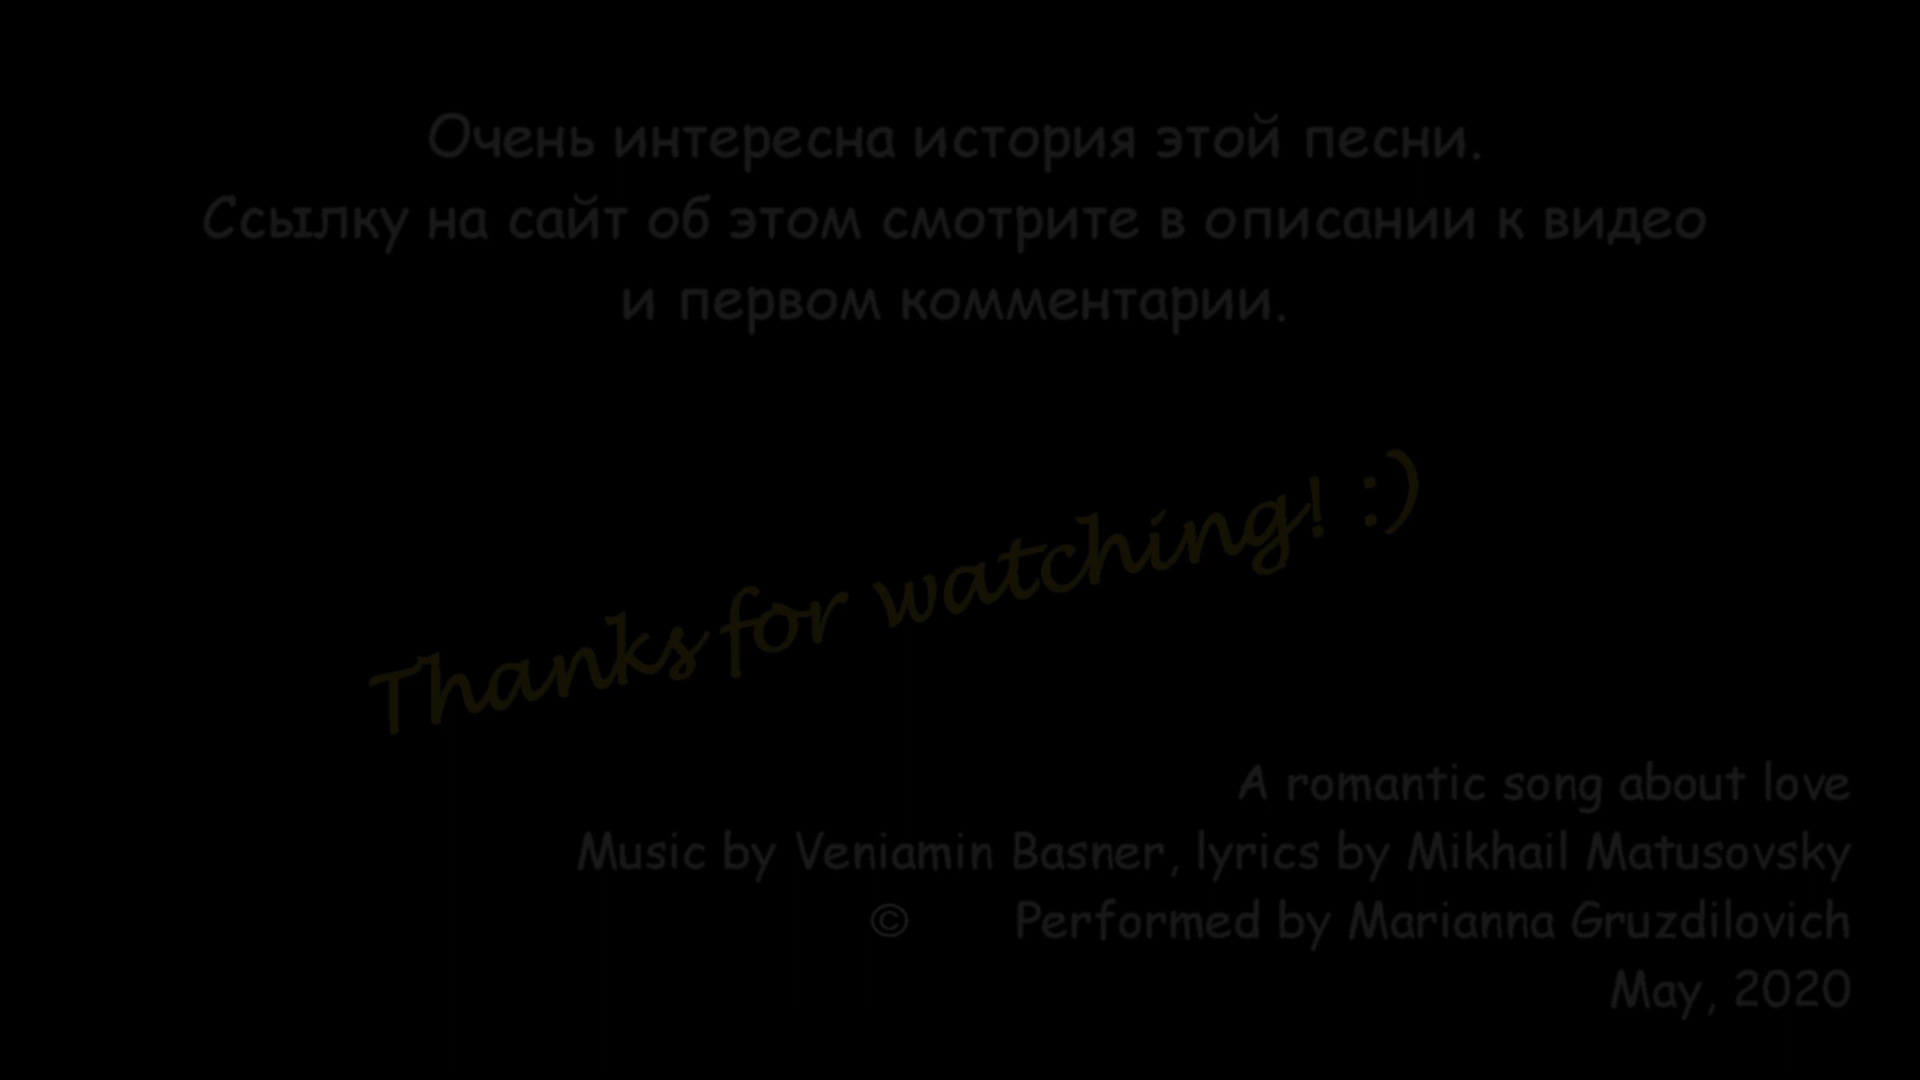 Очень интересна история этой песни.
Ссылку на сайт об этом смотрите в описании к видео
и первом комментарии.
Thanks for watching! :)
A romantic song about love
Music by Veniamin Basner, lyrics by Mikhail Matusovsky
© Performed by Marianna Gruzdilovich
May, 2020